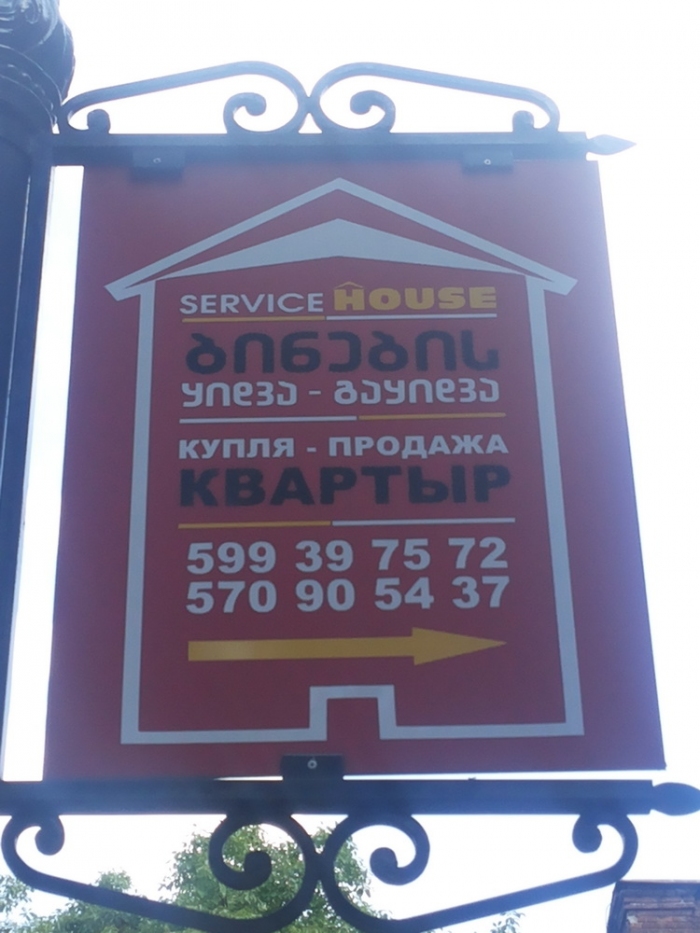 SERVICE HOUSE
ბინების
ყიდვა - გაყიდვა
КУПЛЯ - ПРОДАЖА
КВАРТЫР
599 39 75 72
570 90 54 37